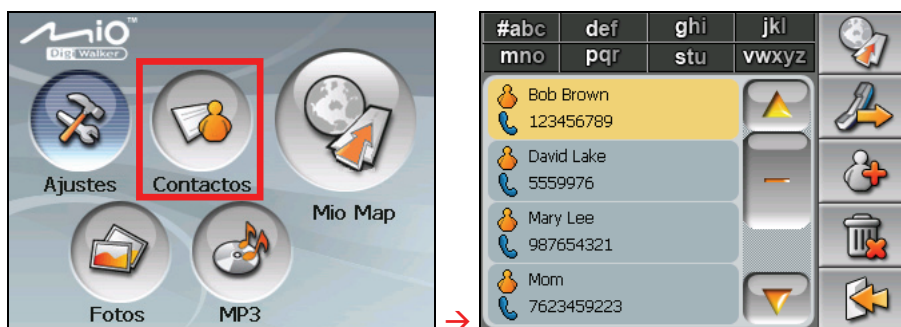 Mio™
DigiWalker
Ajustes
Contactos
Mio Map
Fotos
MP3
→
#abc def ghi jkl
mno pqr stu vwxyz
Bob Brown
123456789
David Lake
5559976
Mary Lee
987654321
Mom
7623459223